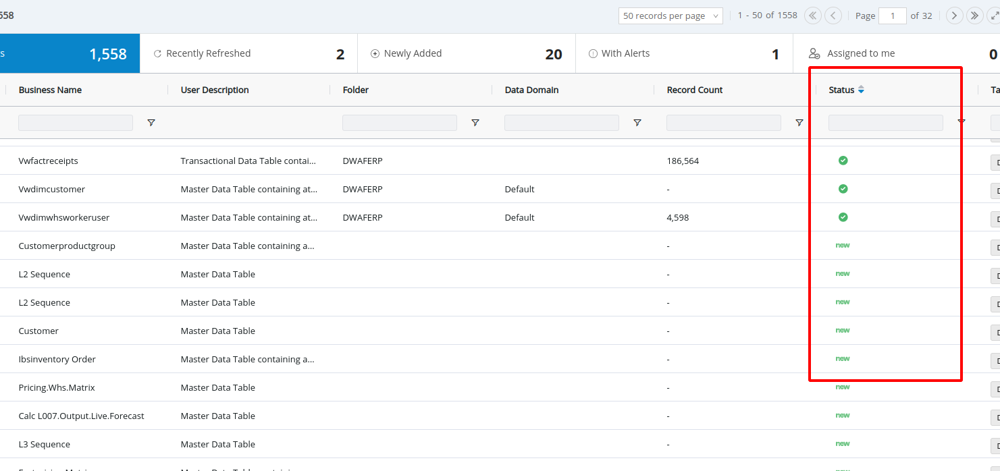 558 50 records per page 1 - 50 of 1558 Page 1 of 32
s 1,558 Recently Refreshed 2 Newly Added 20 With Alerts 1 Assigned to me 0
Business Name User Description Folder Data Domain Record Count Status Ta
Vwfactreceipts Transactional Data Table contai... DWAFERP 186,564
Vwdimcustomer Master Data Table containing at... DWAFERP Default -
Vwdimwhsworkeruser Master Data Table containing at... DWAFERP Default 4,598
Customerproductgroup Master Data Table containing a... - new
L2 Sequence Master Data Table - new
L2 Sequence Master Data Table - new
Customer Master Data Table - new
Ibsinventory Order Master Data Table containing a... - new
Pricing.Whs.Matrix Master Data Table - new
Calc L007.Output.Live.Forecast Master Data Table - new
L3 Sequence Master Data Table - new